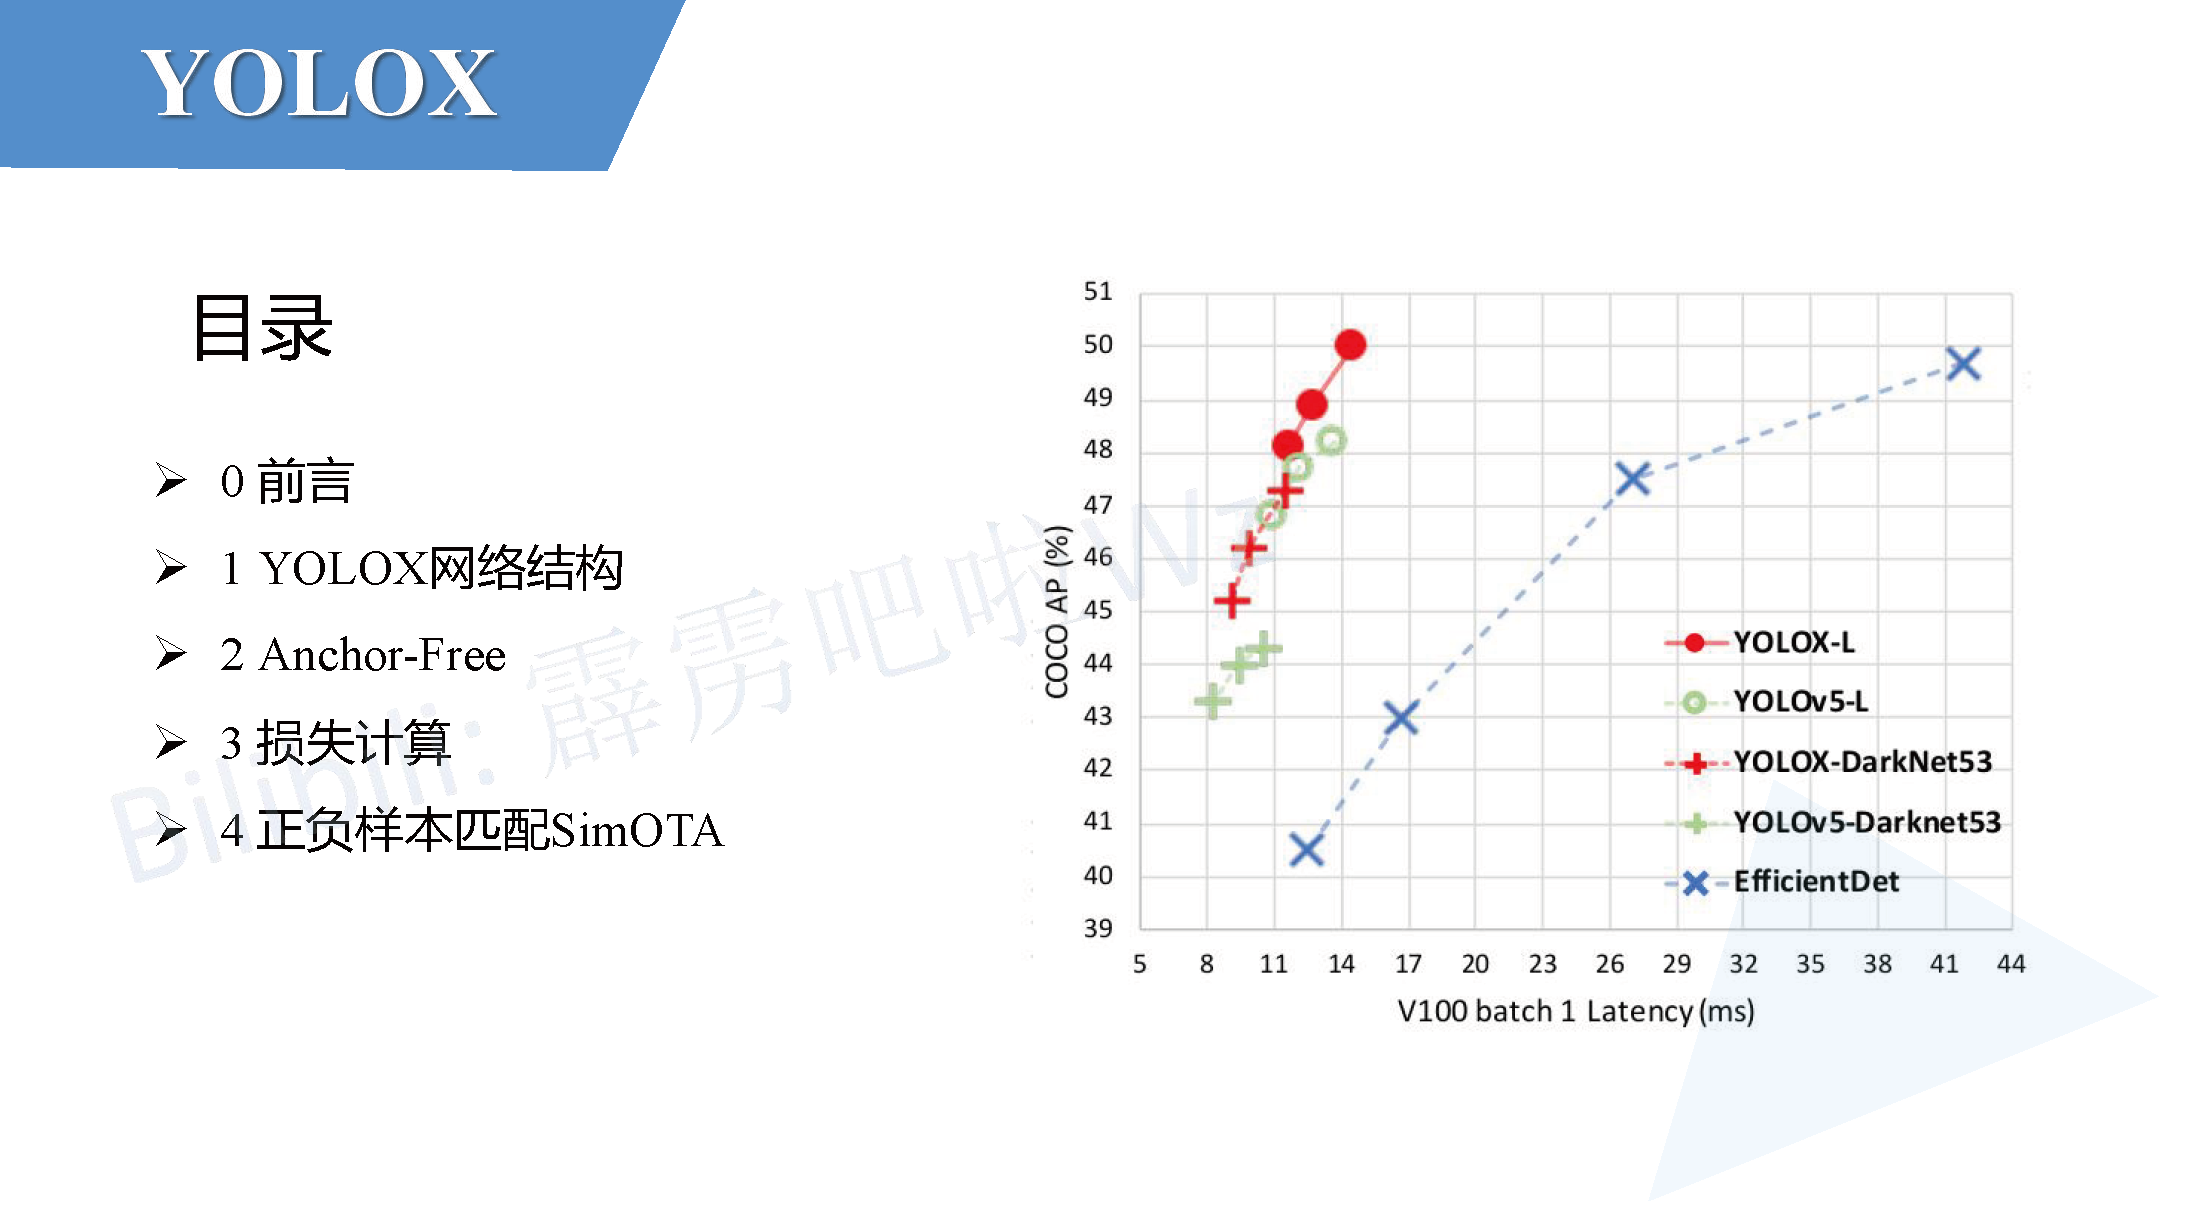 YOLOX
目录
0 前言
1 YOLOX网络结构
2 Anchor-Free
3 损失计算
4 正负样本匹配SimOTA
Bilibili: 霹雳吧啦Wz
COCO AP (%)
51
50
49
48
47
46
45
44
43
42
41
40
39
YOLOX-L
YOLOv5-L
YOLOX-DarkNet53
YOLOv5-Darknet53
EfficientDet
5 8 11 14 17 20 23 26 29 32 35 38 41 44
V100 batch 1 Latency (ms)